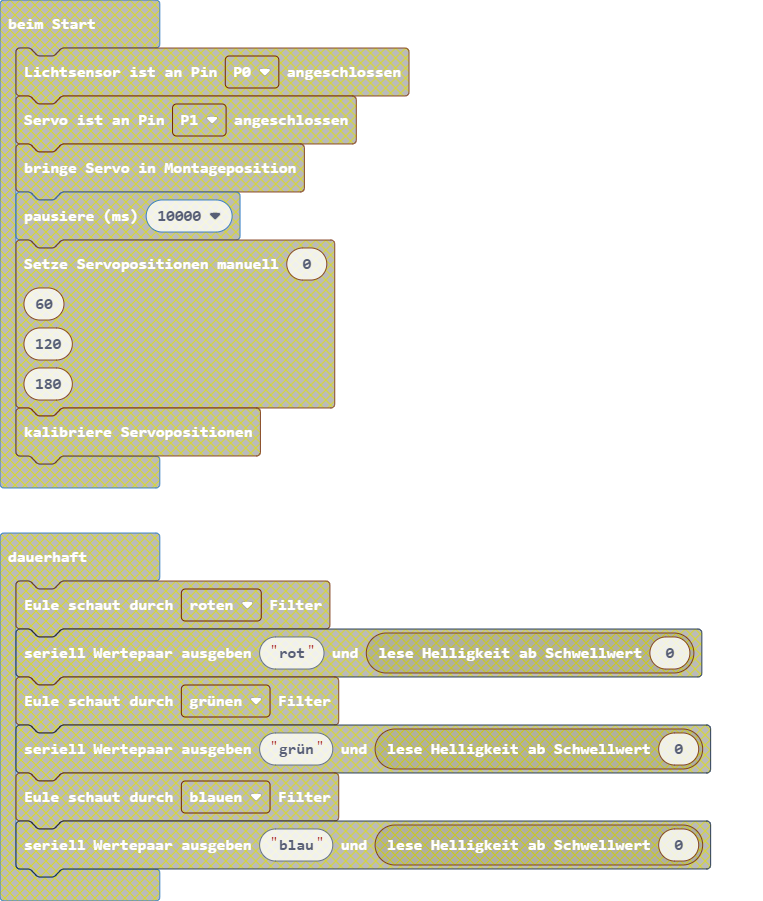 beim Start
Lichtsensor ist an Pin P0 angeschlossen
Servo ist an Pin P1 angeschlossen
bringe Servo in Montageposition
pausiere (ms) 10000
Setze Servopositionen manuell 0
60
120
180
kalibriere Servopositionen
dauerhaft
Eule schaut durch roten Filter
seriell Wertepaar ausgeben "rot" und lese Helligkeit ab Schwellwert 0
Eule schaut durch grünen Filter
seriell Wertepaar ausgeben "grün" und lese Helligkeit ab Schwellwert 0
Eule schaut durch blauen Filter
seriell Wertepaar ausgeben "blau" und lese Helligkeit ab Schwellwert 0